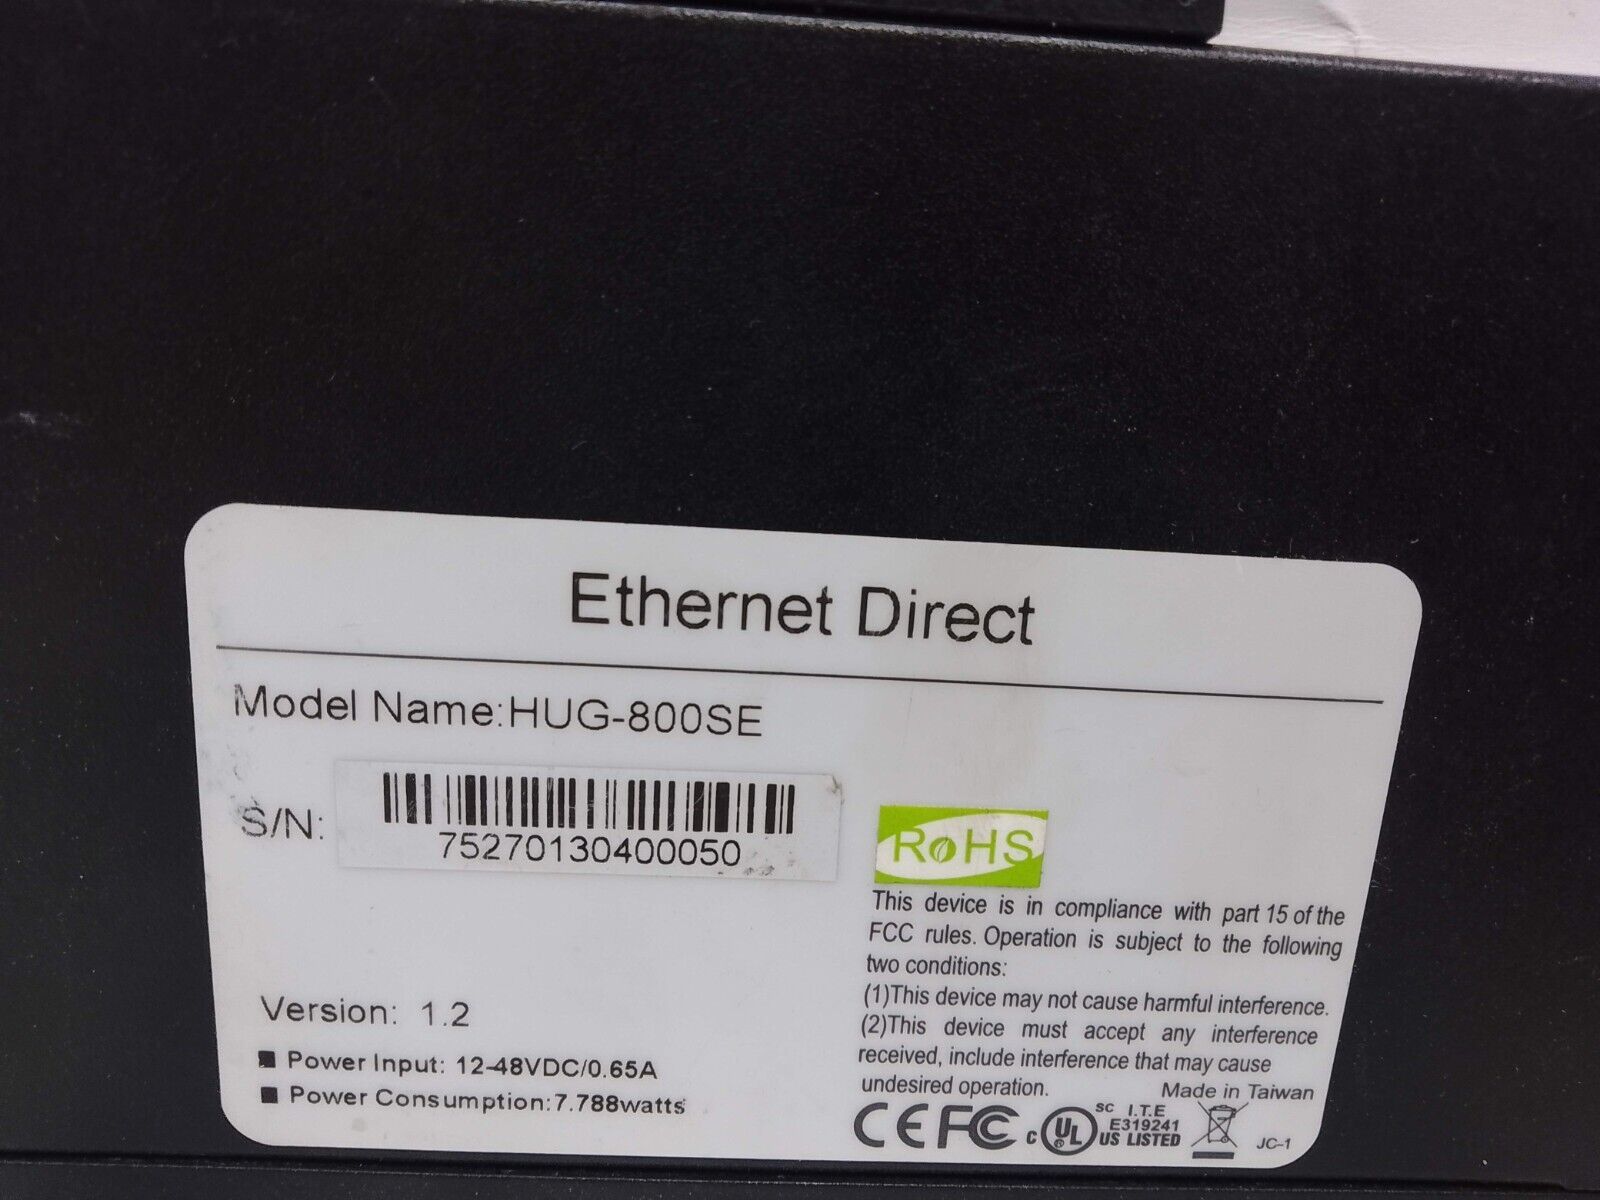 Ethernet Direct
Model Name:HUG-800SE
S/N:
75270130400050
Version: 1.2
■ Power Input: 12-48VDC/0.65A
■ Power Consumption:7.788watts
RoHS
This device is in compliance with part 15 of the
FCC rules. Operation is subject to the following
two conditions:
(1)This device may not cause harmful interference.
(2)This device must accept any interference
received, include interference that may cause
undesired operation.
Made in Taiwan
CE FC c UL US LISTED
SC I.T.E
E319241
JC-1